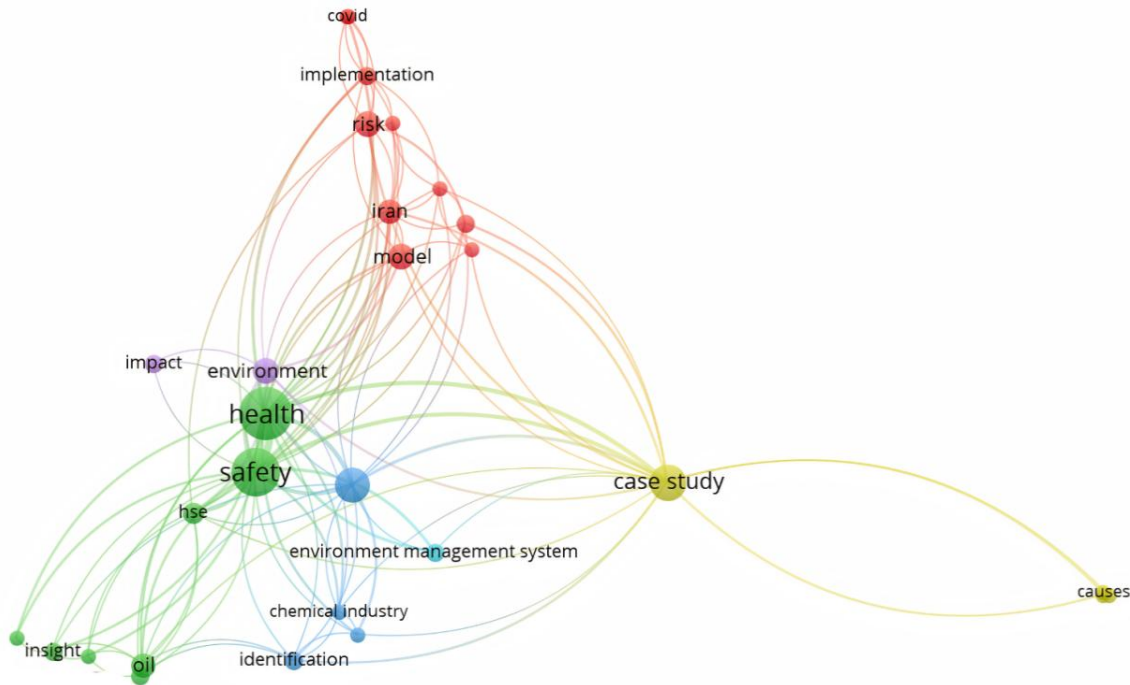 covid
implementation
risk
iran
model
impact
environment
health
safety
case study
hse
environment management system
causes
chemical industry
insight
oil
identification